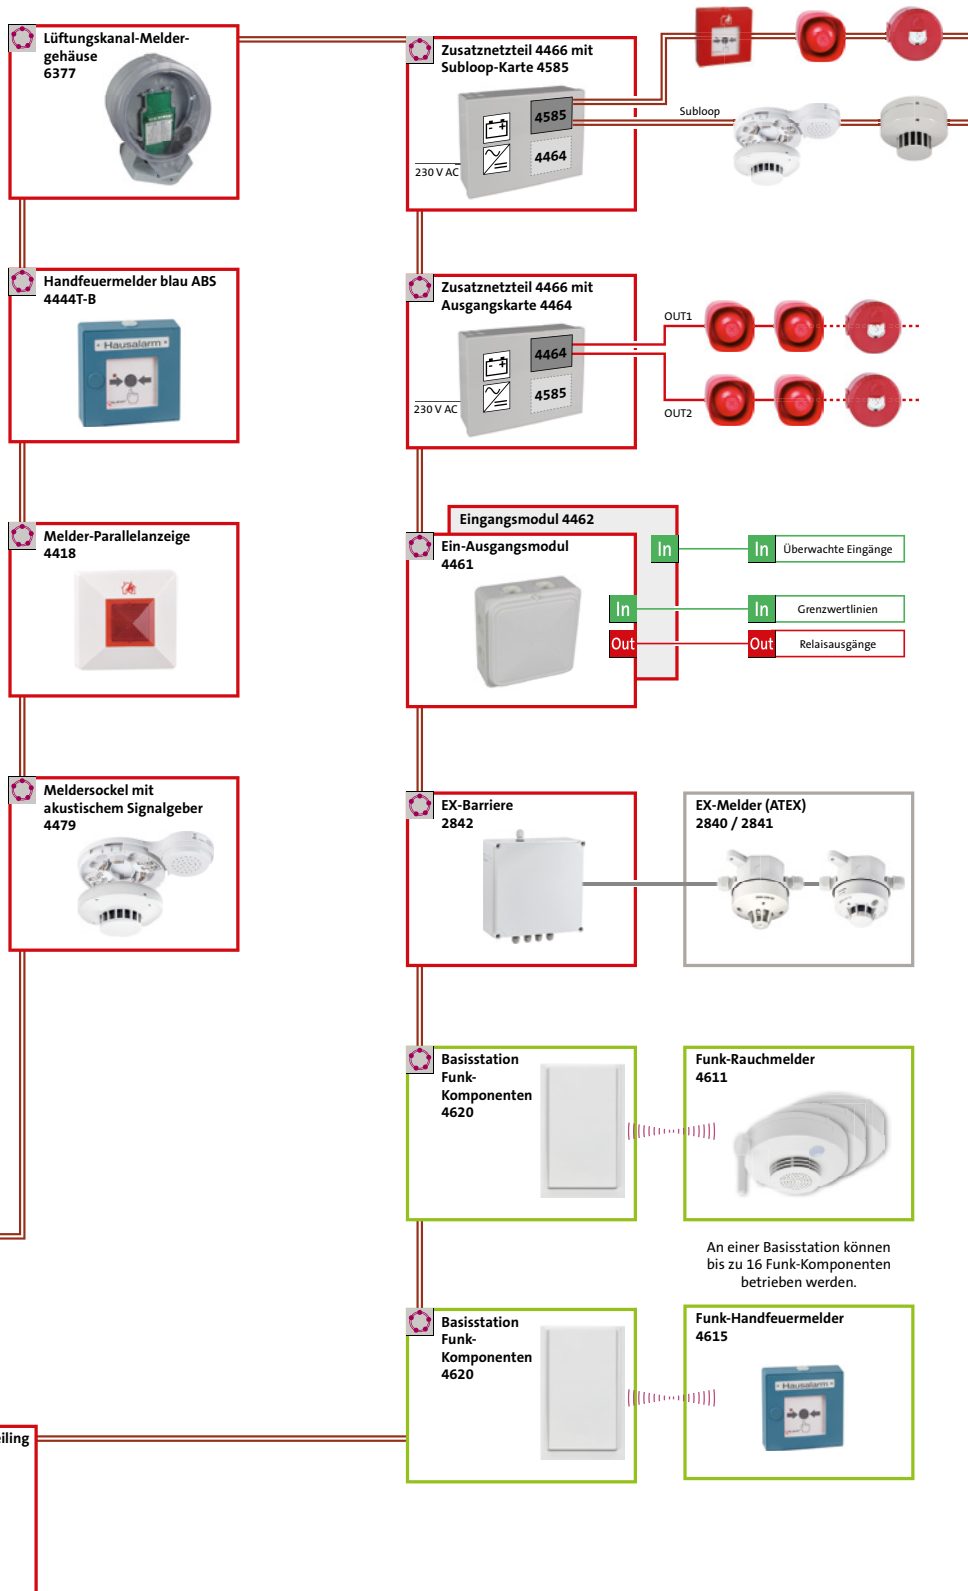 Lüftungskanal-Melder-
gehäuse
6377
Handfeuermelder blau ABS
4444T-B
Hausalarm
Melder-Parallelanzeige
4418
Meldersockel mit
akustischem Signalgeber
4479
Zusatznetzteil 4466 mit
Subloop-Karte 4585
4585
4464
230 V AC
Subloop
Zusatznetzteil 4466 mit
Ausgangskarte 4464
4464
4585
230 V AC
OUT1
OUT2
Eingangsmodul 4462
Ein-Ausgangsmodul
4461
In
In
Überwachte Eingänge
In
In
Grenzwertlinien
Out
Out
Relaisausgänge
EX-Barriere
2842
EX-Melder (ATEX)
2840 / 2841
Basisstation
Funk-
Komponenten
4620
Funk-Rauchmelder
4611
An einer Basisstation können
bis zu 16 Funk-Komponenten
betrieben werden.
Basisstation
Funk-
Komponenten
4620
Funk-Handfeuermelder
4615
Hausalarm
eiling